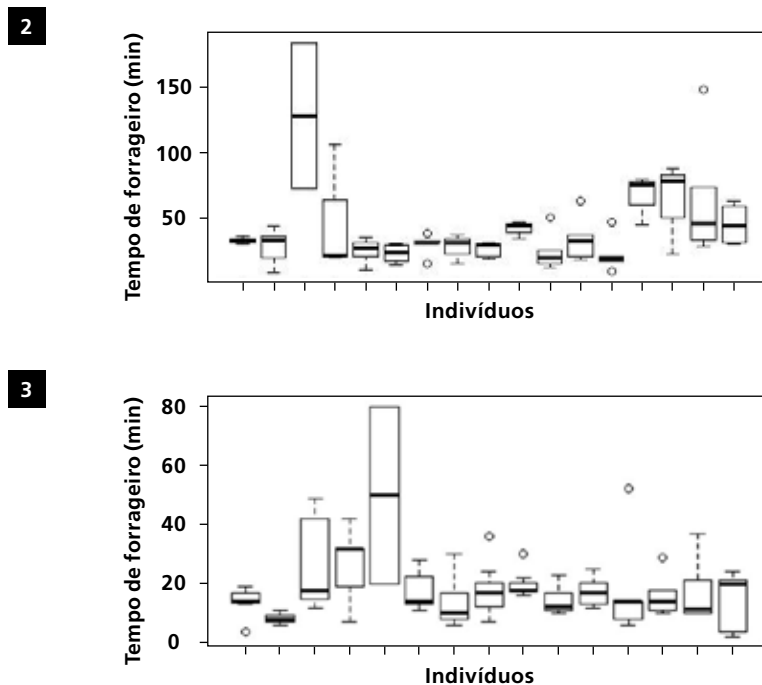 2
Tempo de forrageiro (min)
150
100
50
Indivíduos
3
Tempo de forrageiro (min)
80
60
40
20
0
Indivíduos